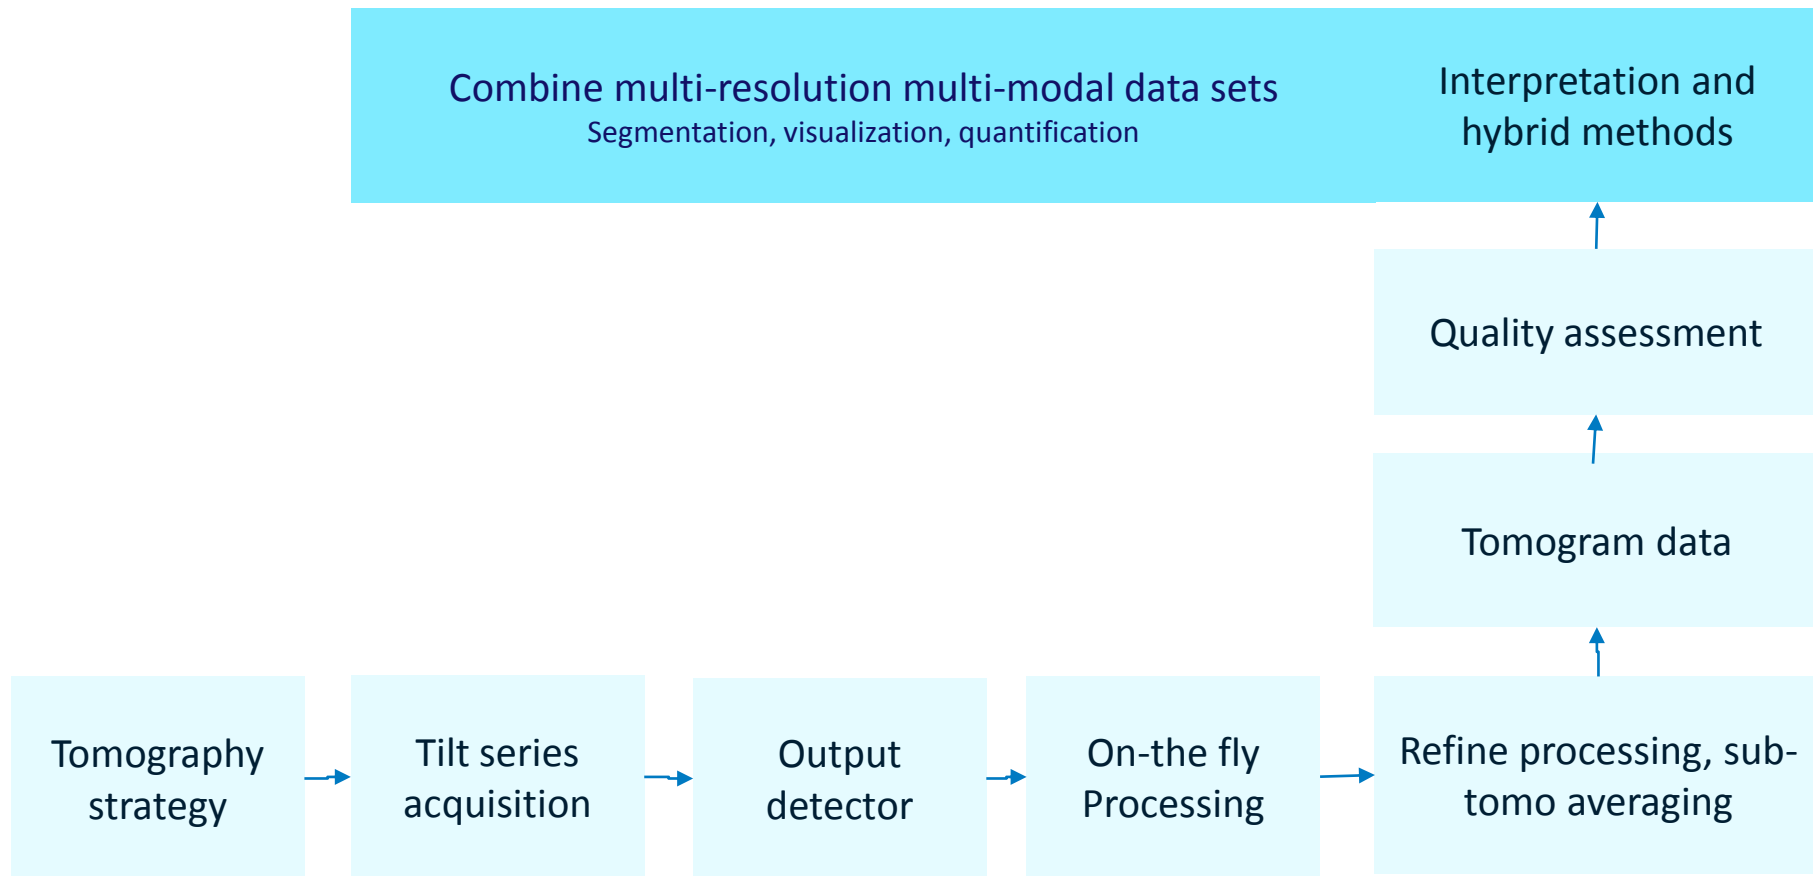 Combine multi-resolution multi-modal data sets
Segmentation, visualization, quantification
Interpretation and
hybrid methods
Quality assessment
Tomogram data
Tomography
strategy
Tilt series
acquisition
Output
detector
On-the fly
Processing
Refine processing, sub-
tomo averaging